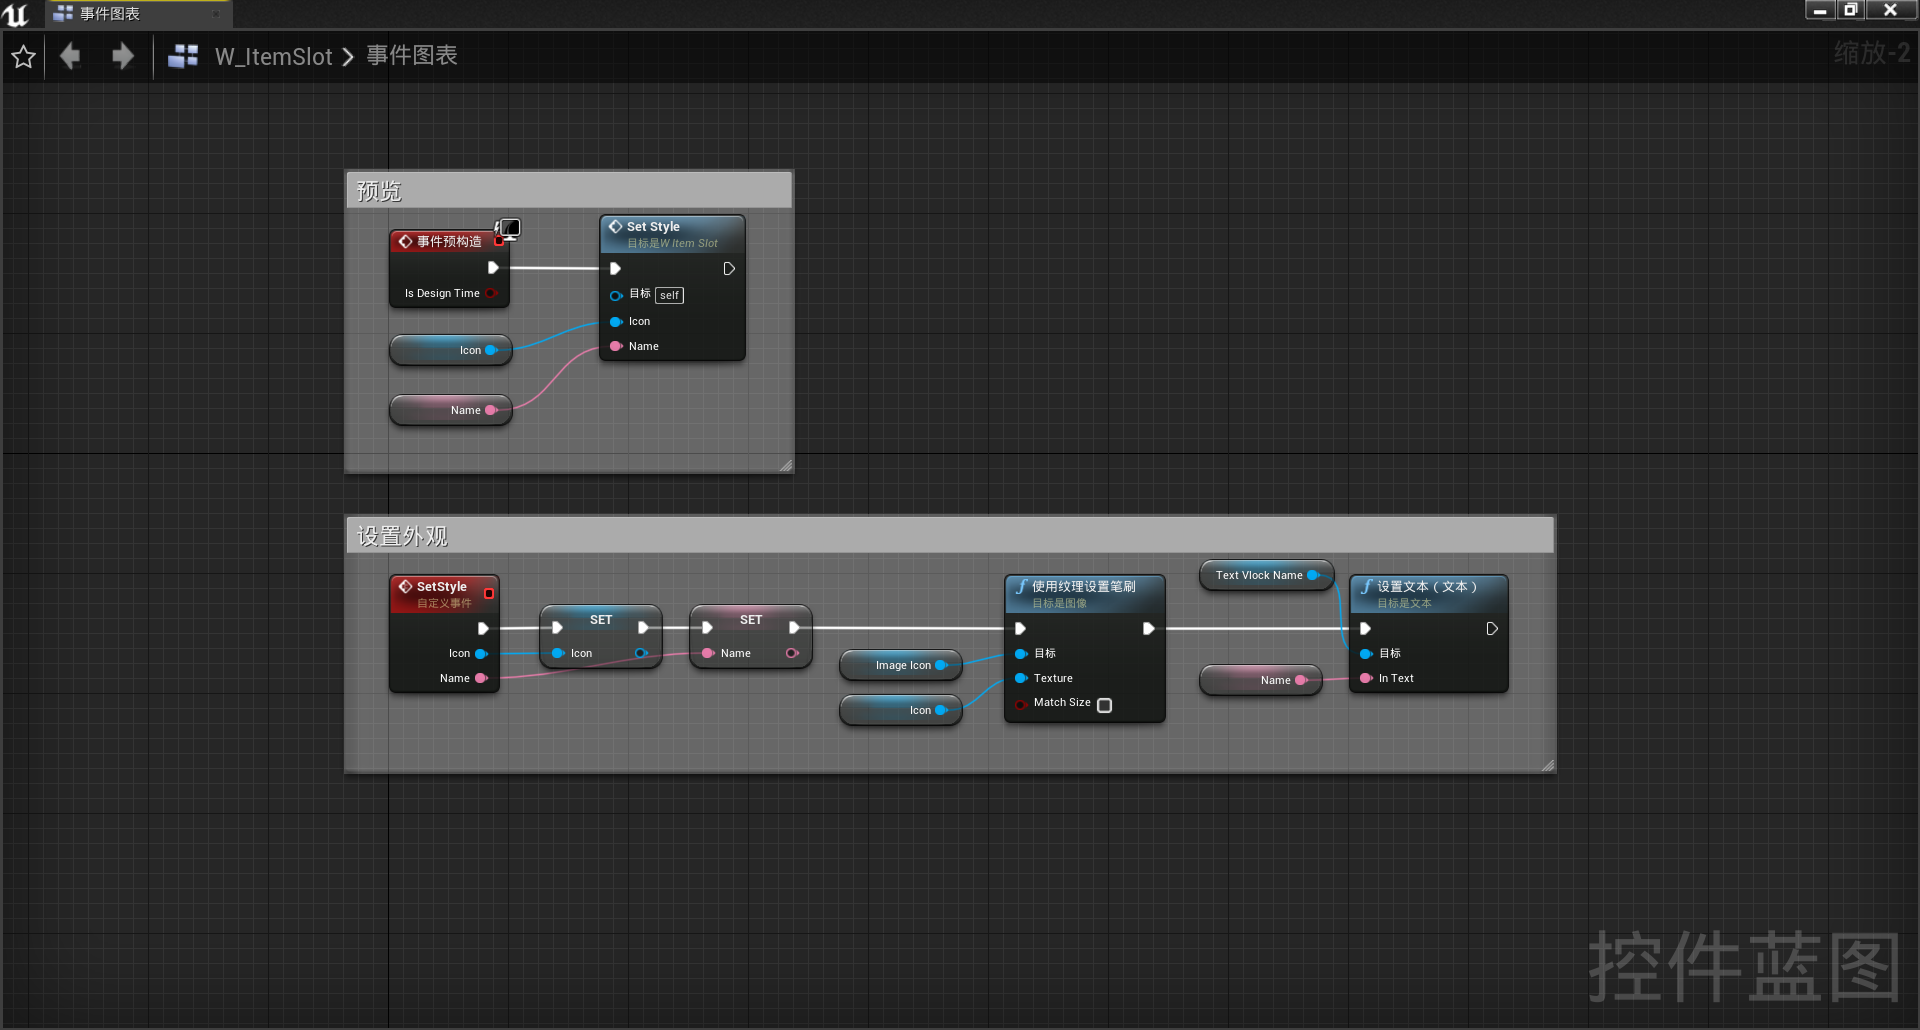 事件图表
W_ItemSlot
事件图表
缩放-2
预览
事件预构造
Is Design Time
Set Style
目标是W Item Slot
目标 self
Icon
Name
Icon
Name
设置外观
SetStyle
自定义事件
Icon
Name
SET
Icon
SET
Name
Image Icon
Icon
使用纹理设置笔刷
目标是图像
目标
Texture
Match Size
Text Vlock Name
Name
设置文本（文本）
目标是文本
目标
In Text
控件蓝图